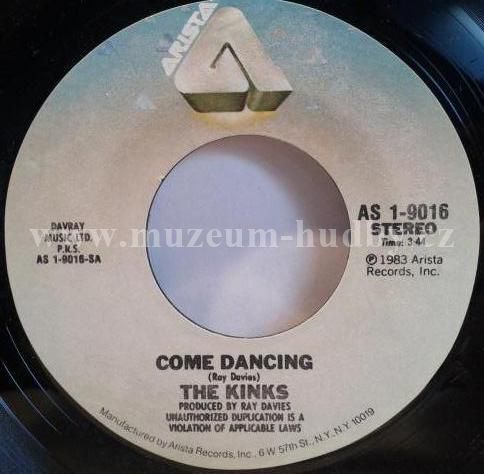 ARISTA
DAVRAY
MUSIC LTD.
P.R.S.
AS 1-9016-SA
AS 1-9016
STEREO
Time: 3:4
℗ 1983 Arista
Records, Inc.
www.muzeum-hudby.cz
COME DANCING
(Ray Davies)
THE KINKS
PRODUCED BY RAY DAVIES
UNAUTHORIZED DUPLICATION IS A
VIOLATION OF APPLICABLE LAWS
Manufactured by Arista Records, Inc., 6 W 57th St., N.Y., N.Y. 10019